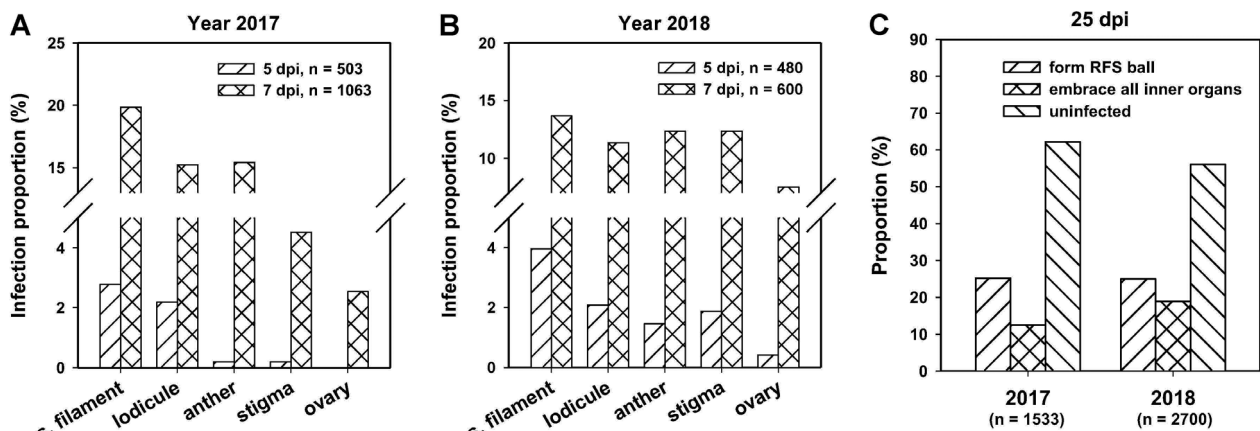 A
Year 2017
Infection proportion (%)
25
20
15
4
2
0
5 dpi, n = 503
7 dpi, n = 1063
filament
lodicule
anther
stigma
ovary
B
Year 2018
Infection proportion (%)
20
15
10
4
2
0
5 dpi, n = 480
7 dpi, n = 600
filament
lodicule
anther
stigma
ovary
C
25 dpi
Proportion (%)
90
80
70
60
50
40
30
20
10
0
form RFS ball
embrace all inner organs
uninfected
2017
(n = 1533)
2018
(n = 2700)